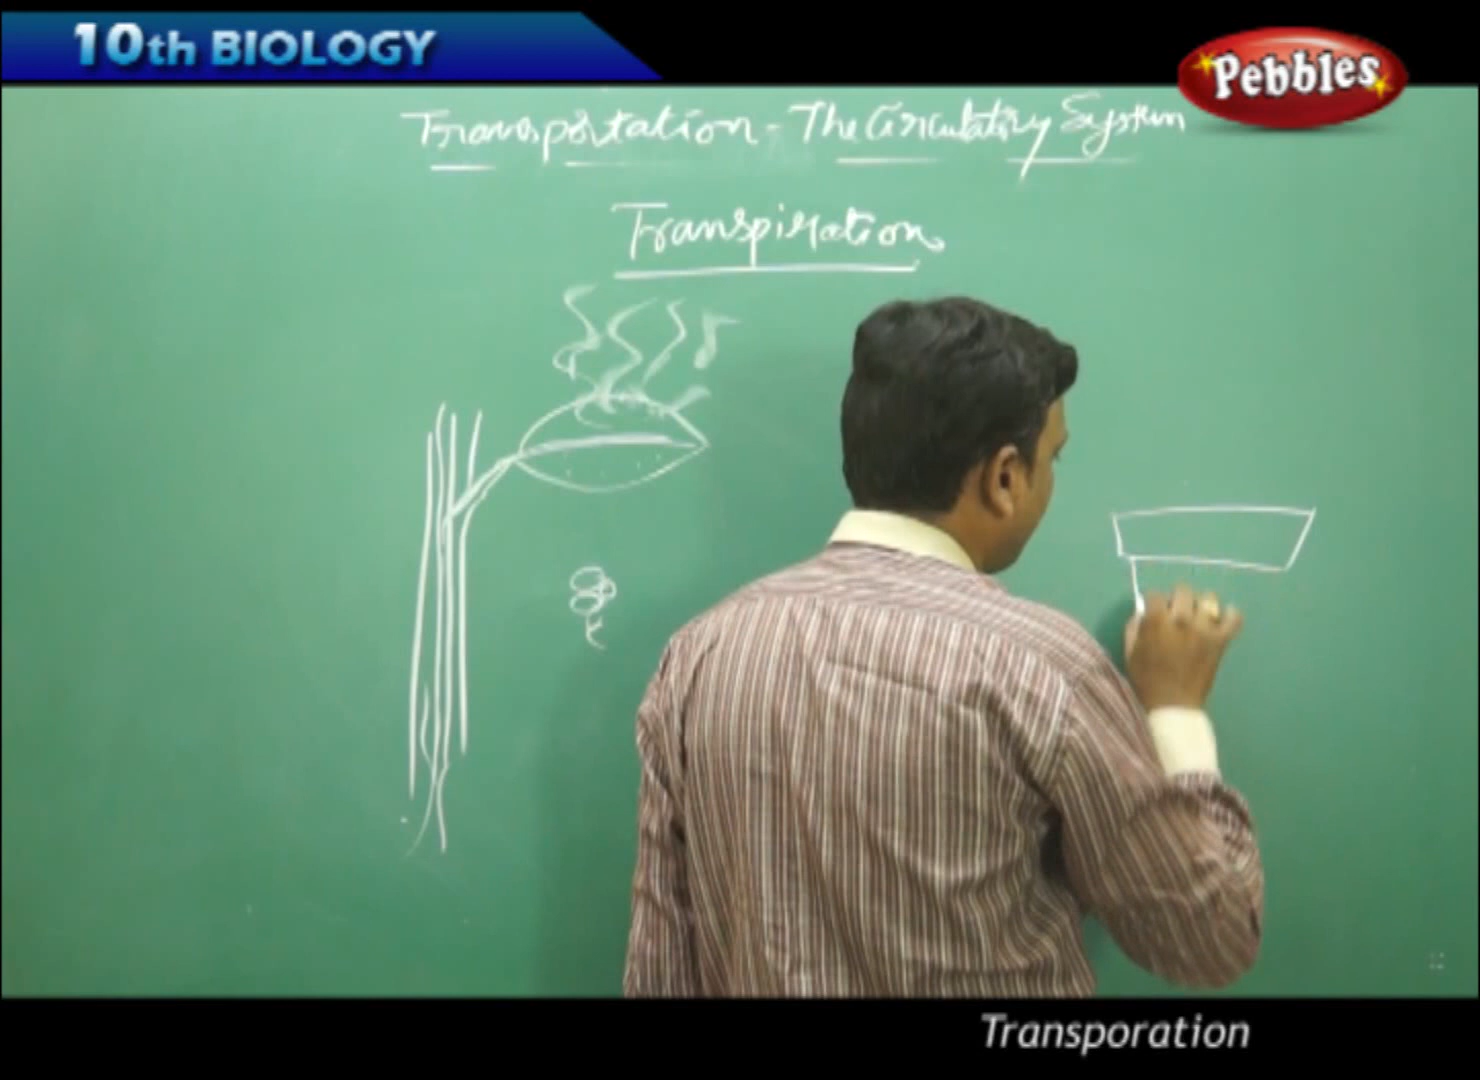 10th BIOLOGY
Pebbles
Transportation - The Circulatory System
Transpiration
Transporation